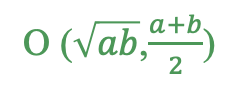 O (√ab, a+b/2)